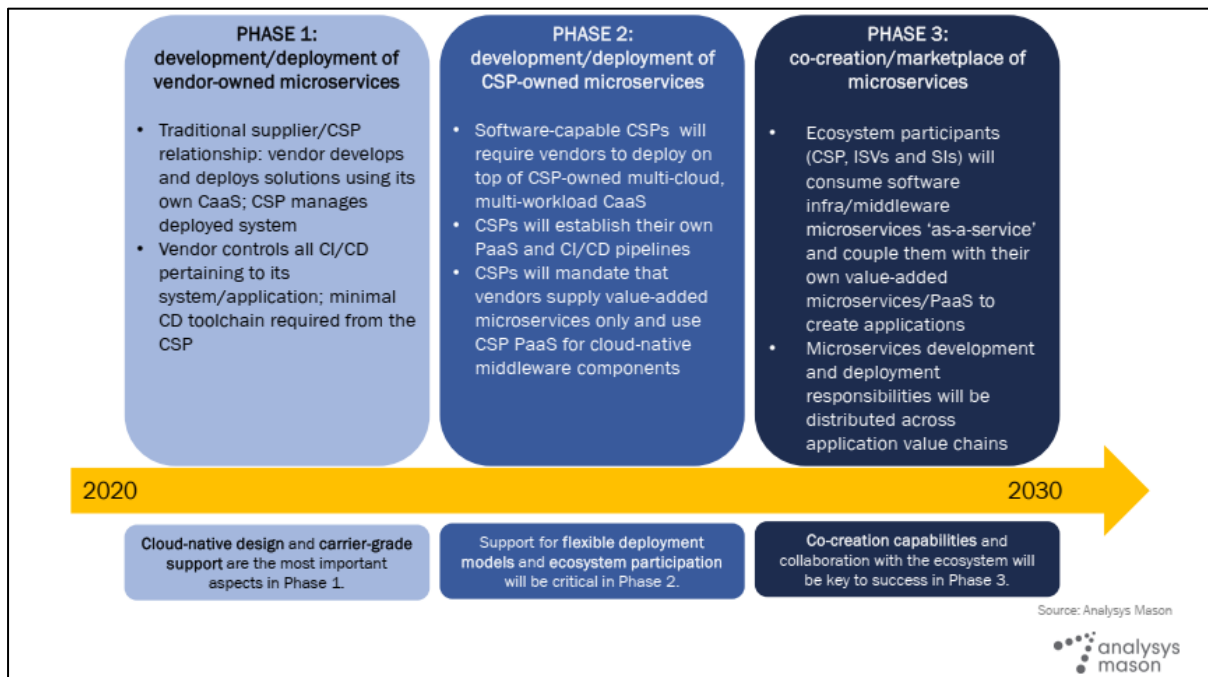 PHASE 1:
development/deployment of
vendor-owned microservices
• Traditional supplier/CSP
relationship: vendor develops
and deploys solutions using its
own CaaS; CSP manages
deployed system
• Vendor controls all CI/CD
pertaining to its
system/application; minimal
CD toolchain required from the
CSP
PHASE 2:
development/deployment of
CSP-owned microservices
• Software-capable CSPs will
require vendors to deploy on
top of CSP-owned multi-cloud,
multi-workload CaaS
• CSPs will establish their own
PaaS and CI/CD pipelines
• CSPs will mandate that
vendors supply value-added
microservices only and use
CSP PaaS for cloud-native
middleware components
PHASE 3:
co-creation/marketplace of
microservices
• Ecosystem participants
(CSP, ISVs and SIs) will
consume software
infra/middleware
microservices ‘as-a-service’
and couple them with their
own value-added
microservices/PaaS to
create applications
• Microservices development
and deployment
responsibilities will be
distributed across
application value chains
2020
2030
Cloud-native design and carrier-grade
support are the most important
aspects in Phase 1.
Support for flexible deployment
models and ecosystem participation
will be critical in Phase 2.
Co-creation capabilities and
collaboration with the ecosystem will
be key to success in Phase 3.
Source: Analysys Mason
analysys
mason